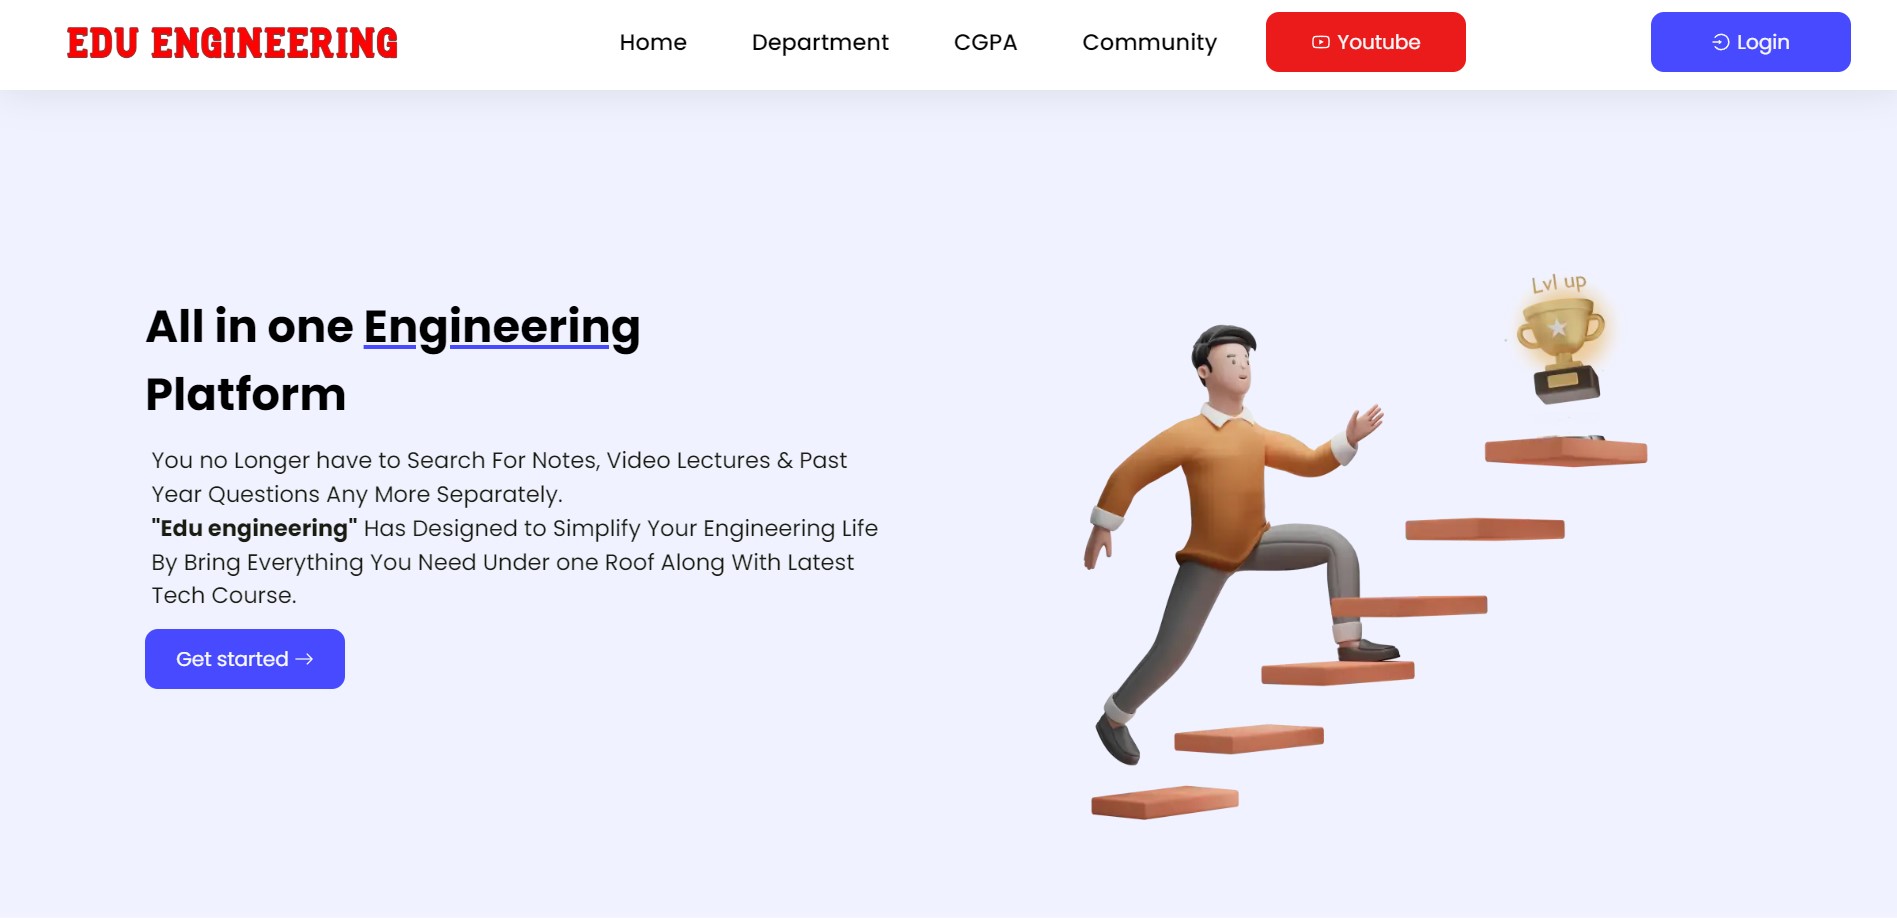 EDU ENGINEERING
Home
Department
CGPA
Community
Youtube
Login
All in one Engineering
Platform
You no Longer have to Search For Notes, Video Lectures & Past
Year Questions Any More Separately.
"Edu engineering" Has Designed to Simplify Your Engineering Life
By Bring Everything You Need Under one Roof Along With Latest
Tech Course.
Get started →
Lvl up